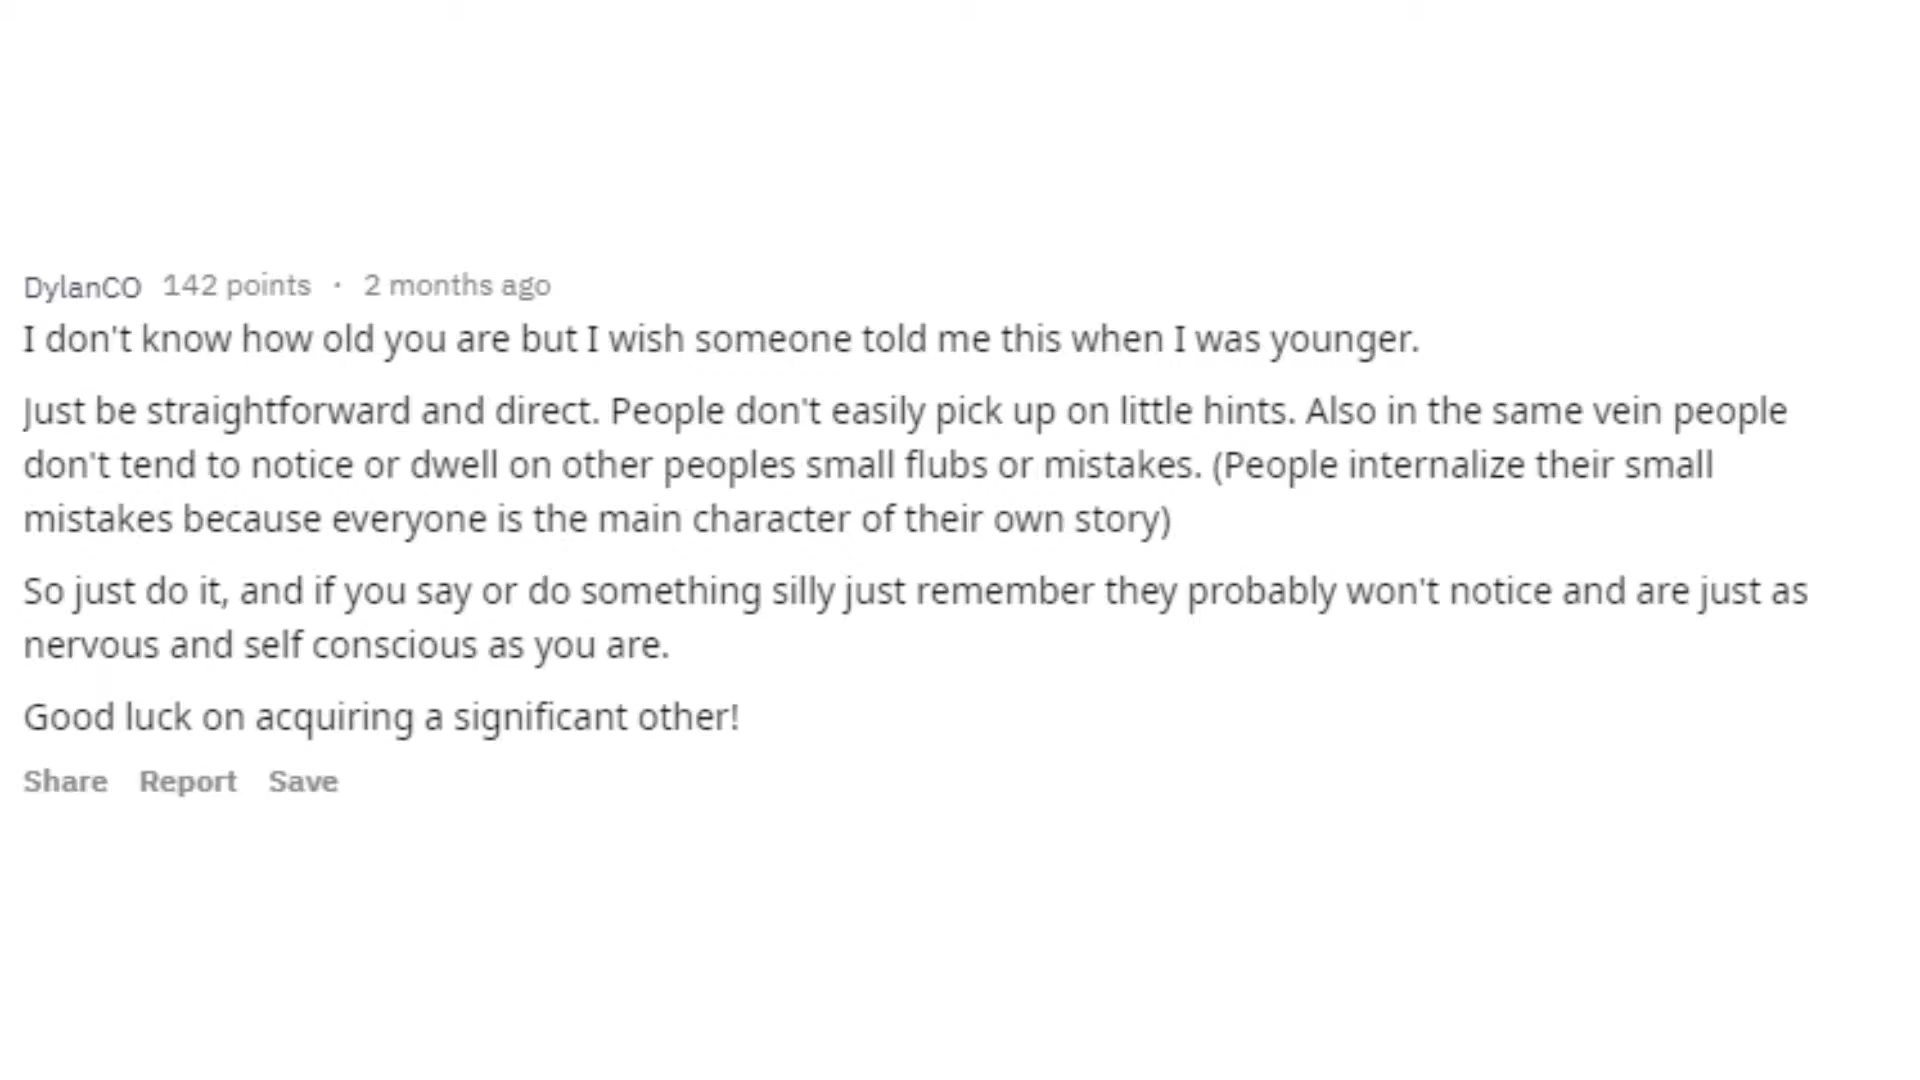 DylanCO 142 points · 2 months ago
I don't know how old you are but I wish someone told me this when I was younger.
Just be straightforward and direct. People don't easily pick up on little hints. Also in the same vein people
don't tend to notice or dwell on other peoples small flubs or mistakes. (People internalize their small
mistakes because everyone is the main character of their own story)
So just do it, and if you say or do something silly just remember they probably won't notice and are just as
nervous and self conscious as you are.
Good luck on acquiring a significant other!
Share Report Save